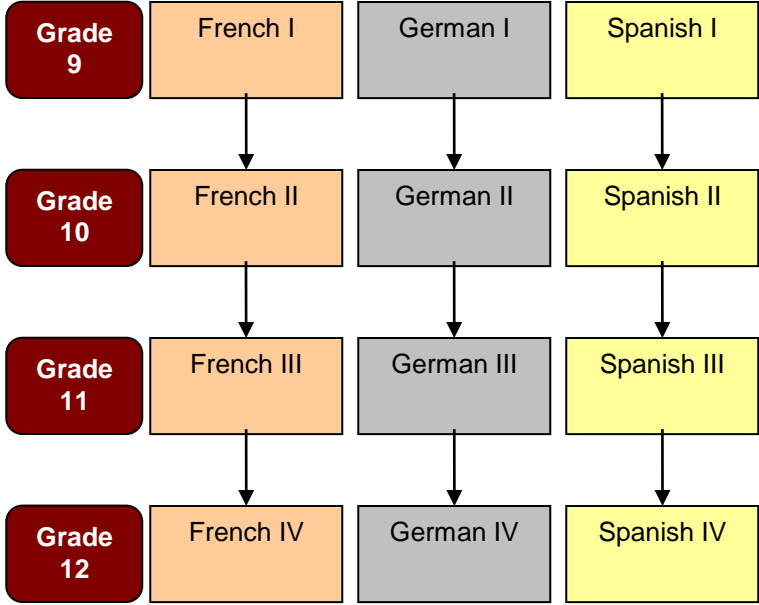 Grade
9
French I
German I
Spanish I
Grade
10
French II
German II
Spanish II
Grade
11
French III
German III
Spanish III
Grade
12
French IV
German IV
Spanish IV